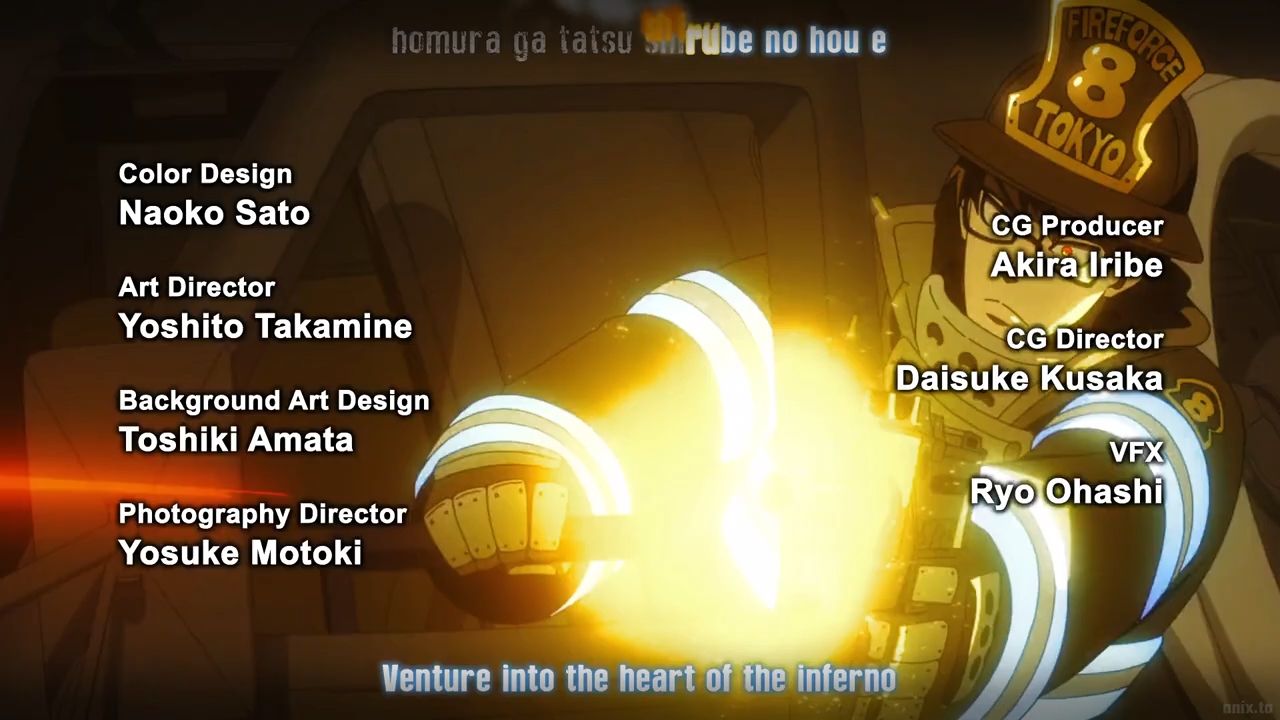 homura ga tatsu shirube no hou e
FIREFORCE
8
TOKYO
Color Design
Naoko Sato
Art Director
Yoshito Takamine
Background Art Design
Toshiki Amata
Photography Director
Yosuke Motoki
CG Producer
Akira Iribe
CG Director
Daisuke Kusaka
8
VFX
Ryo Ohashi
Venture into the heart of the inferno
anix.to